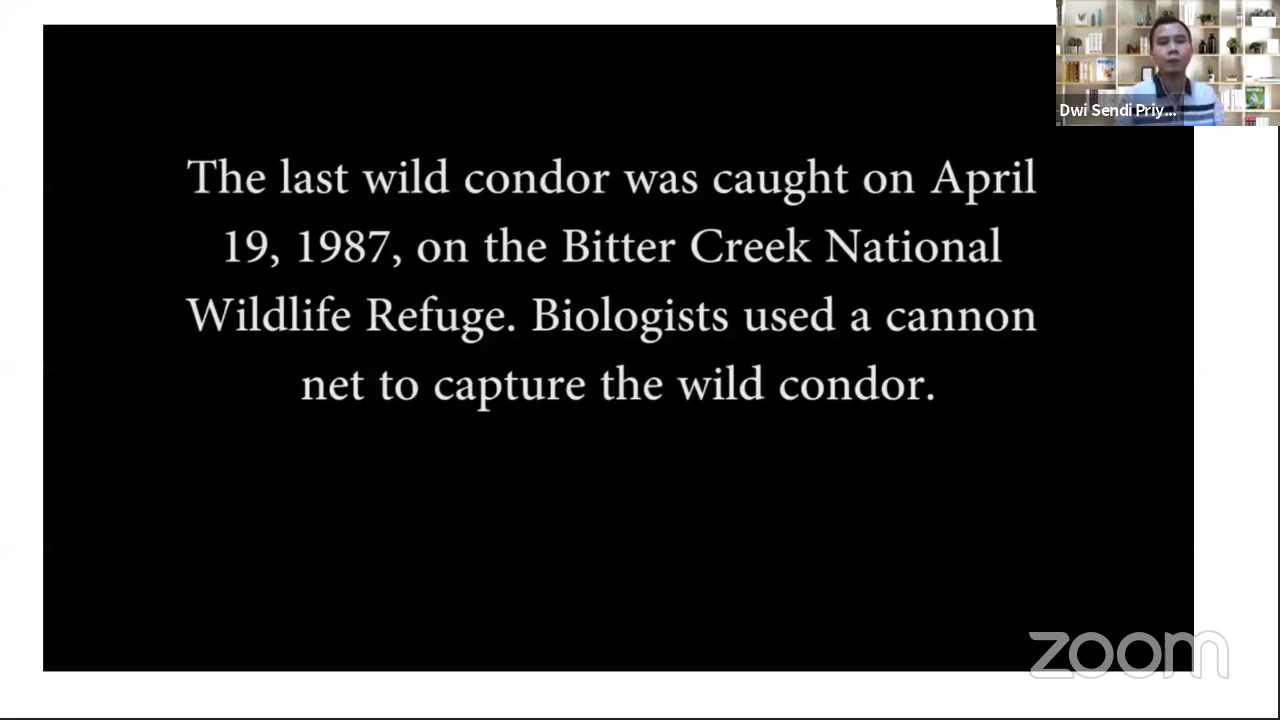 Dwi Sendi Priy...
The last wild condor was caught on April
19, 1987, on the Bitter Creek National
Wildlife Refuge. Biologists used a cannon
net to capture the wild condor.
zoom